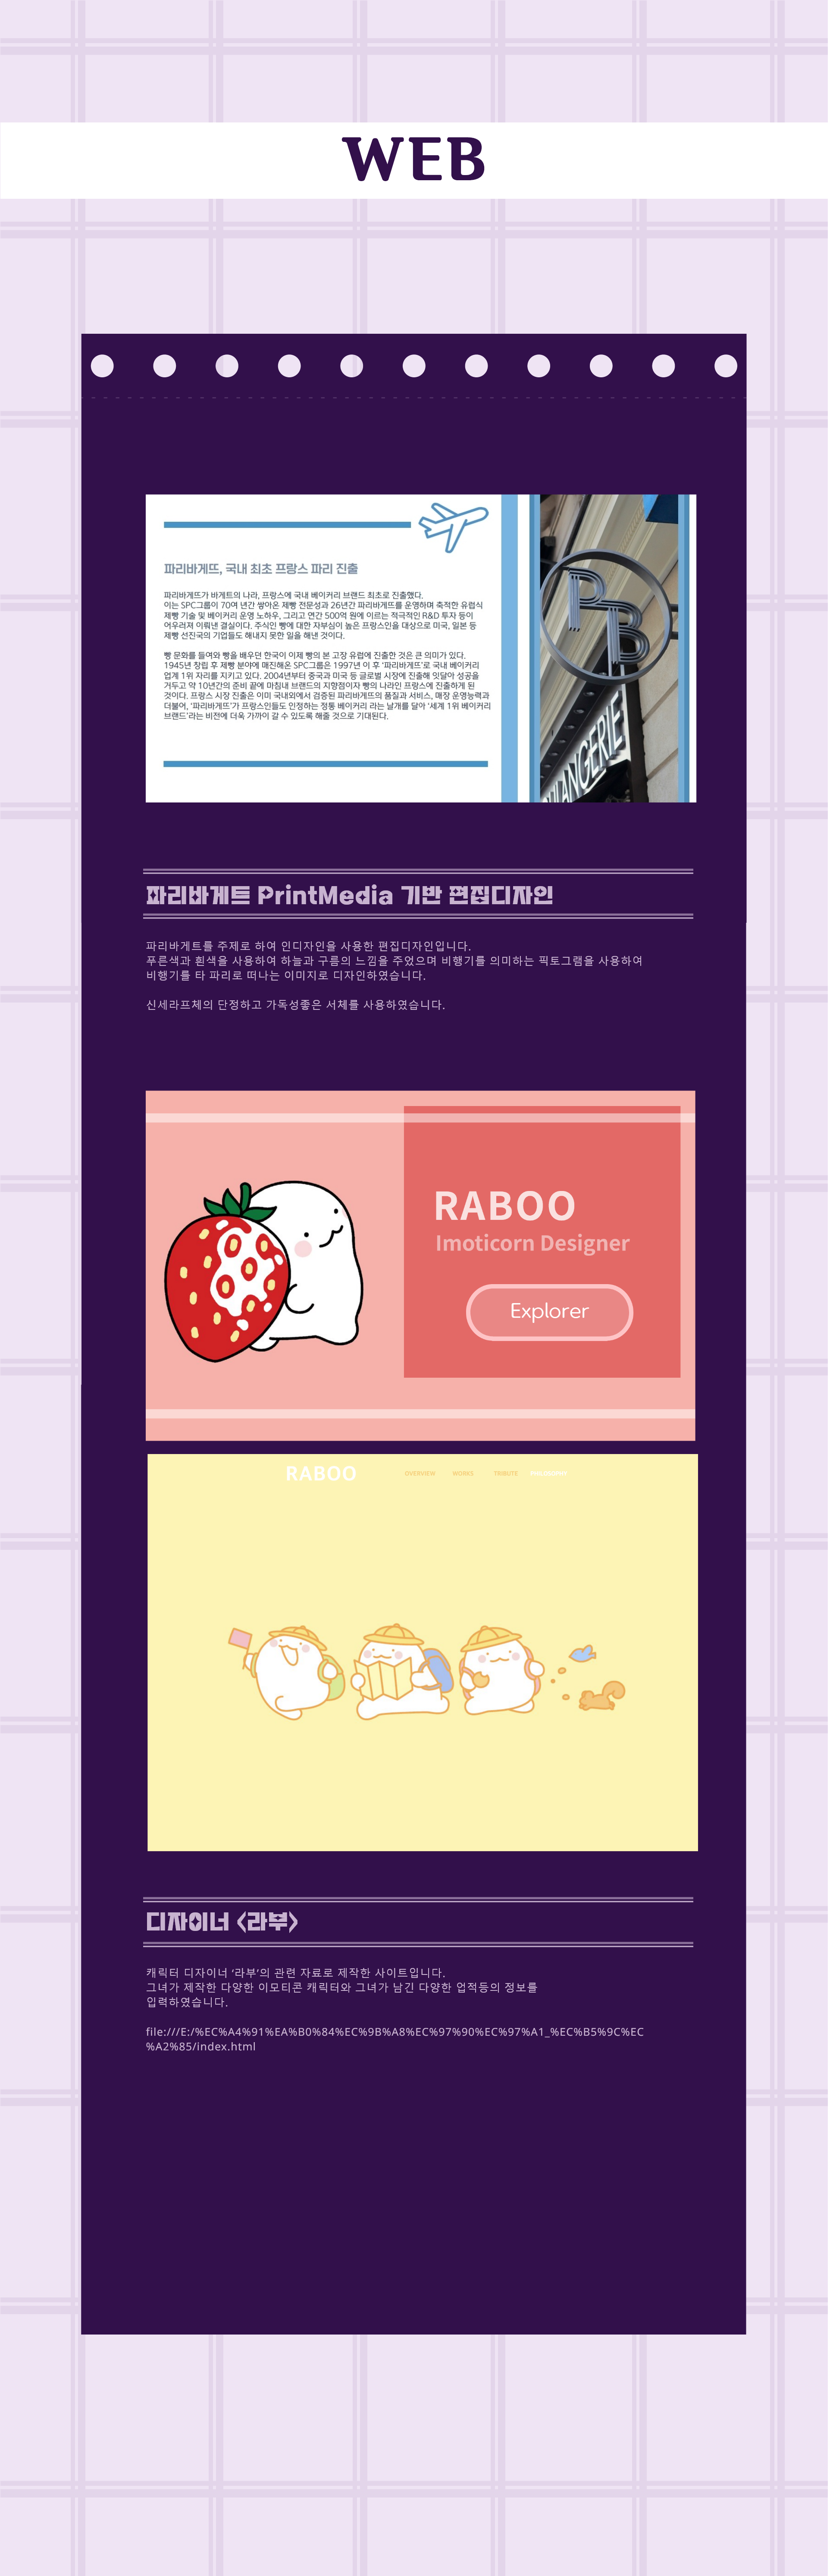 WEB
파리바게뜨, 국내 최초 프랑스 파리 진출
파리바게뜨가 바게트의 나라, 프랑스에 국내 베이커리 브랜드 최초로 진출했다.
이는 SPC그룹이 70여 년간 쌓아온 제빵 전문성과 26년간 파리바게뜨를 운영하며 축적한 유럽식
제빵 기술 및 베이커리 운영 노하우, 그리고 연간 500억 원에 이르는 적극적인 R&D 투자 등이
어우러져 이뤄낸 결실이다. 주식인 빵에 대한 자부심이 높은 프랑스인을 대상으로 미국, 일본 등
제빵 선진국의 기업들도 해내지 못한 일을 해낸 것이다.
빵 문화를 들여와 빵을 배우던 한국이 이제 빵의 본 고장 유럽에 진출한 것은 큰 의미가 있다.
1945년 창립 후 제빵 분야에 매진해온 SPC그룹은 1997년 이 후 '파리바게뜨'로 국내 베이커리
업계 1위 자리를 지키고 있다. 2004년부터 중국과 미국 등 글로벌 시장에 진출해 잇달아 성공을
거두고 약 10년간의 준비 끝에 마침내 브랜드의 지향점이자 빵의 나라인 프랑스에 진출하게 된
것이다. 프랑스 시장 진출은 이미 국내외에서 검증된 파리바게뜨의 품질과 서비스, 매장 운영능력과
더불어, '파리바게뜨'가 프랑스인들도 인정하는 정통 베이커리 라는 날개를 달아 '세계 1위 베이커리
브랜드'라는 비전에 더욱 가까이 갈 수 있도록 해줄 것으로 기대된다.
PB
ULANGERIE
파리바게트 PrintMedia 기반 편집디자인
파리바게트를 주제로 하여 인디자인을 사용한 편집디자인입니다.
푸른색과 흰색을 사용하여 하늘과 구름의 느낌을 주었으며 비행기를 의미하는 픽토그램을 사용하여
비행기를 타 파리로 떠나는 이미지로 디자인하였습니다.
신세라프체의 단정하고 가독성좋은 서체를 사용하였습니다.
RABOO
Imoticorn Designer
Explorer
RABOO OVERVIEW WORKS TRIBUTE PHILOSOPHY
디자이너 <라부>
캐릭터 디자이너 '라부'의 관련 자료로 제작한 사이트입니다.
그녀가 제작한 다양한 이모티콘 캐릭터와 그녀가 남긴 다양한 업적등의 정보를
입력하였습니다.
file:///E:/%EC%A4%91%EA%B0%84%EC%9B%A8%EC%97%90%EC%97%A1_%EC%B5%9C%EC
%A2%85/index.html